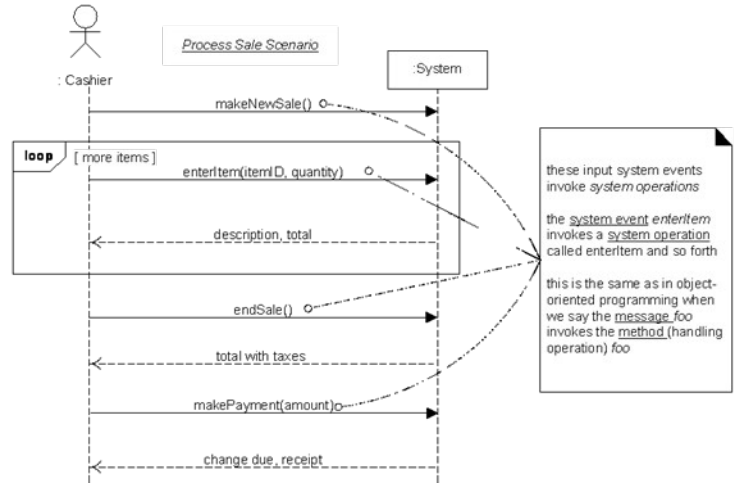 Process Sale Scenario
: Cashier
:System
makeNewSale()
loop
[ more items ]
enterItem(itemID, quantity)
description, total
endSale()
total with taxes
makePayment(amount)
change due, receipt
these input system events
invoke system operations
the system event enterItem
invokes a system operation
called enterItem and so forth
this is the same as in object-
oriented programming when
we say the message foo
invokes the method (handling
operation) foo